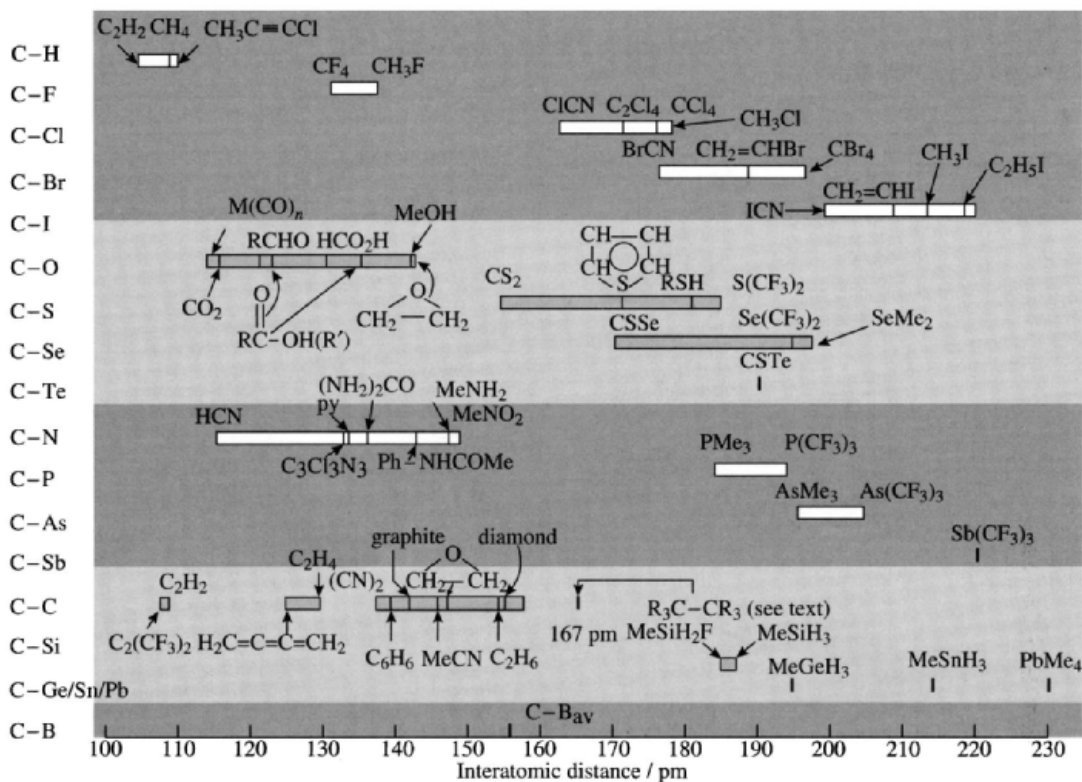 C₂H₂ CH₄ CH3C≡CCl
C–H
CF₄ CH₃F
C–F
ClCN C₂Cl₄ CCl₄
C–Cl
CH₃Cl
BrCN CH₂=CHBr CBr₄
C–Br
CH₃I C₂H₅I
CH₂=CHI
ICN
C–I
M(CO)ₙ MeOH
RCHO HCO₂H
CH CH
C–O
CO₂
O
RC–OH(R′)
O
CH₂ CH₂
CS₂
CH CH
S
RSH S(CF₃)₂
C–S
CSSe Se(CF₃)₂ SeMe₂
C–Se
CSTe
C–Te
(NH₂)₂CO MeNH₂
HCN py MeNO₂
C–N
C₃Cl₃N₃ Ph–NHCOMe
PMe₃ P(CF₃)₃
C–P
AsMe₃ As(CF₃)₃
C–As
Sb(CF₃)₃
C–Sb
graphite O diamond
C₂H₂ C₂H₄ (CN)₂ CH₂–CH₂
C–C
R₃C–CR₃ (see text)
167 pm
C₂(CF₃)₂ H₂C=C=C=CH₂ C₆H₆ MeCN C₂H₆
MeSiH₂F MeSiH₃
C–Si
MeGeH₃ MeSnH₃ PbMe₄
C–Ge/Sn/Pb
C–Bav
C–B
100 110 120 130 140 150 160 170 180 190 200 210 220 230
Interatomic distance / pm